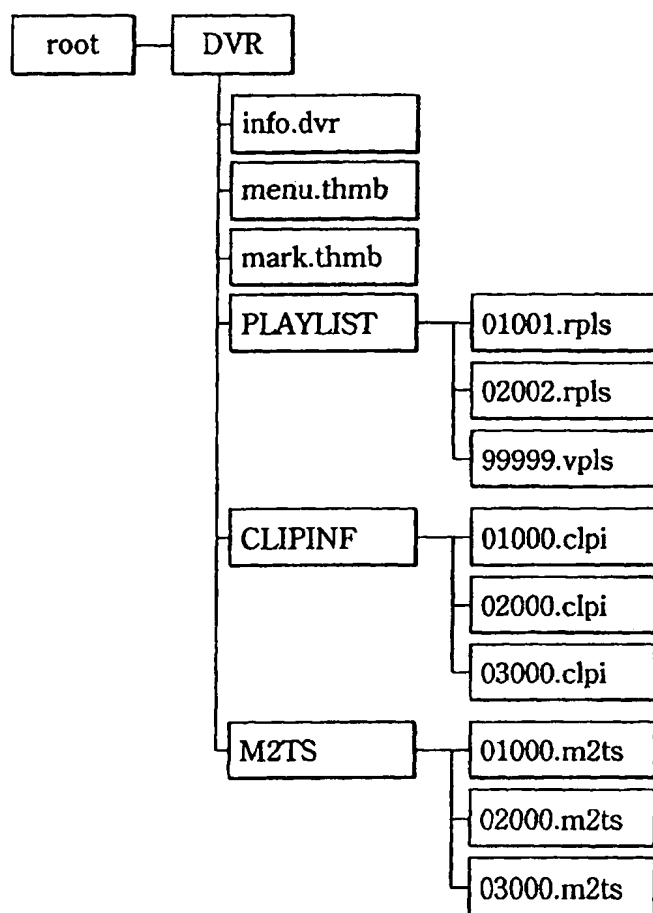 root
DVR
info.dvr
menu.thmb
mark.thmb
PLAYLIST
01001.rpls
02002.rpls
99999.vpls
CLIPINF
01000.clpi
02000.clpi
03000.clpi
M2TS
01000.m2ts
02000.m2ts
03000.m2ts